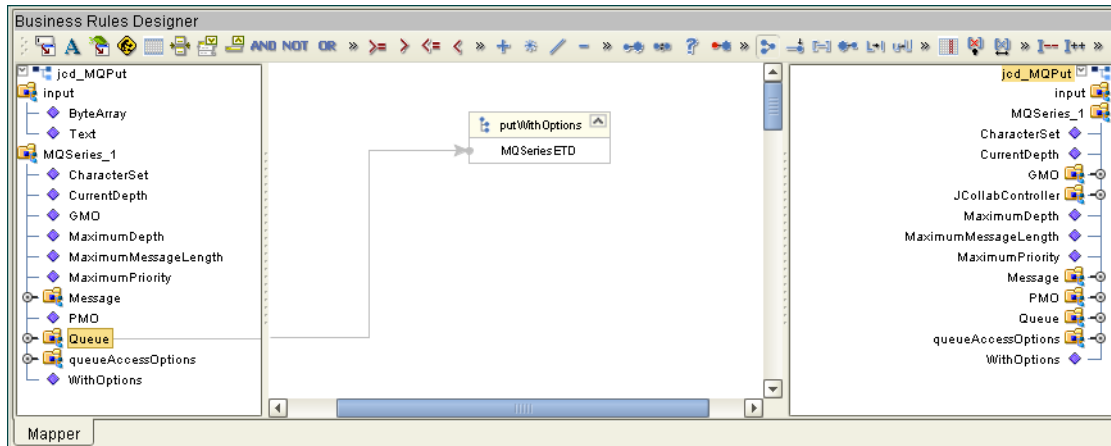 Business Rules Designer
AND NOT OR » >= > <= < » + * / - » ? » » I-- I++ »
jcd_MQPut
input
ByteArray
Text
MQSeries_1
CharacterSet
CurrentDepth
GMO
MaximumDepth
MaximumMessageLength
MaximumPriority
Message
PMO
Queue
queueAccessOptions
WithOptions
putWithOptions
MQSeriesETD
jcd_MQPut
input
MQSeries_1
CharacterSet
CurrentDepth
GMO
JCollabController
MaximumDepth
MaximumMessageLength
MaximumPriority
Message
PMO
Queue
queueAccessOptions
WithOptions
Mapper